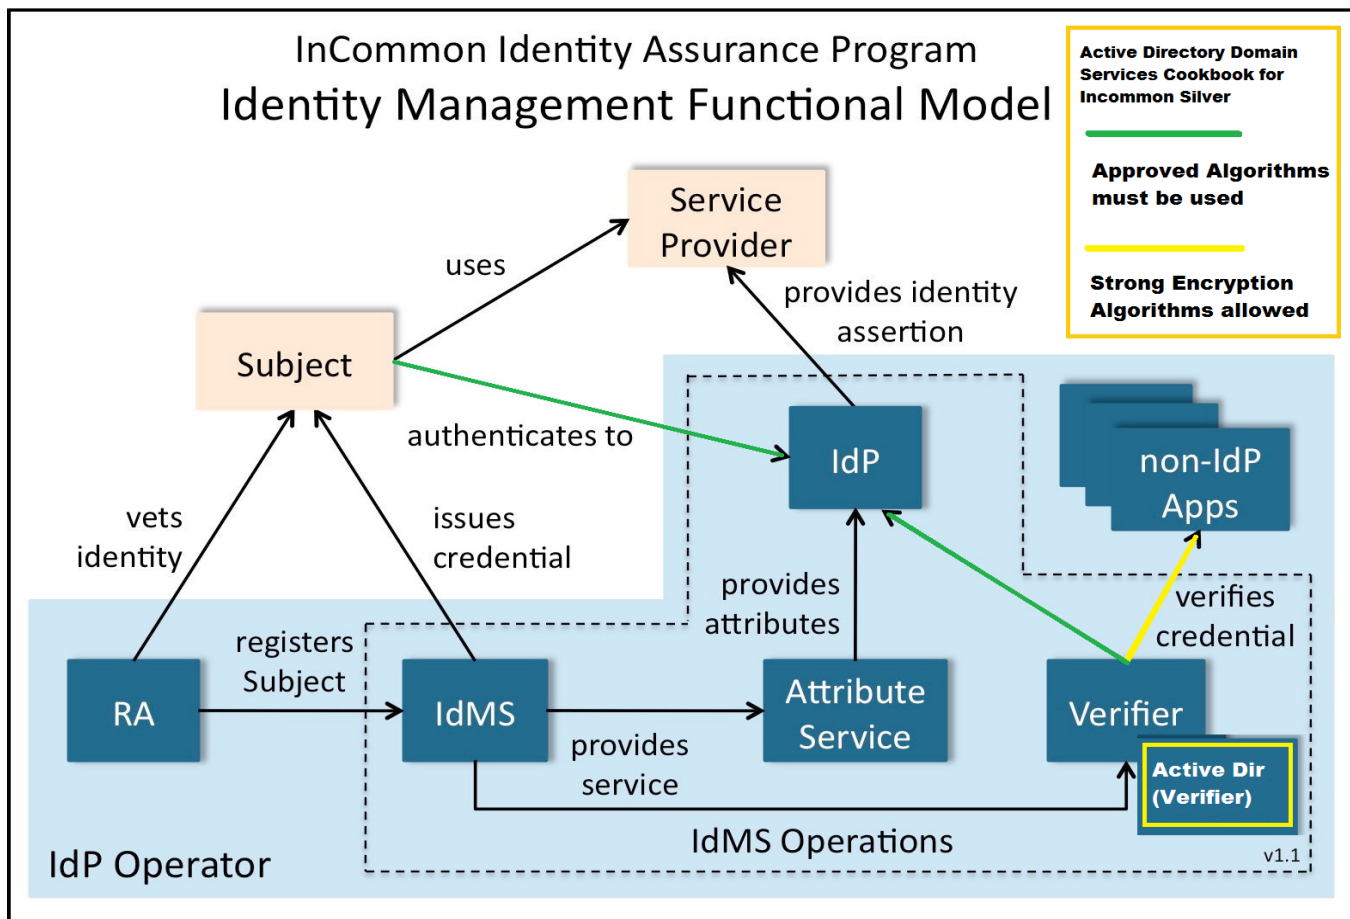 InCommon Identity Assurance Program
Identity Management Functional Model
Active Directory Domain
Services Cookbook for
Incommon Silver
Approved Algorithms
must be used
Strong Encryption
Algorithms allowed
Service
Provider
uses
provides identity
assertion
Subject
authenticates to
IdP
non-IdP
Apps
vets
identity
issues
credential
provides
attributes
verifies
credential
registers
Subject
RA
IdMS
Attribute
Service
Verifier
provides
service
Active Dir
(Verifier)
IdMS Operations
IdP Operator
v1.1